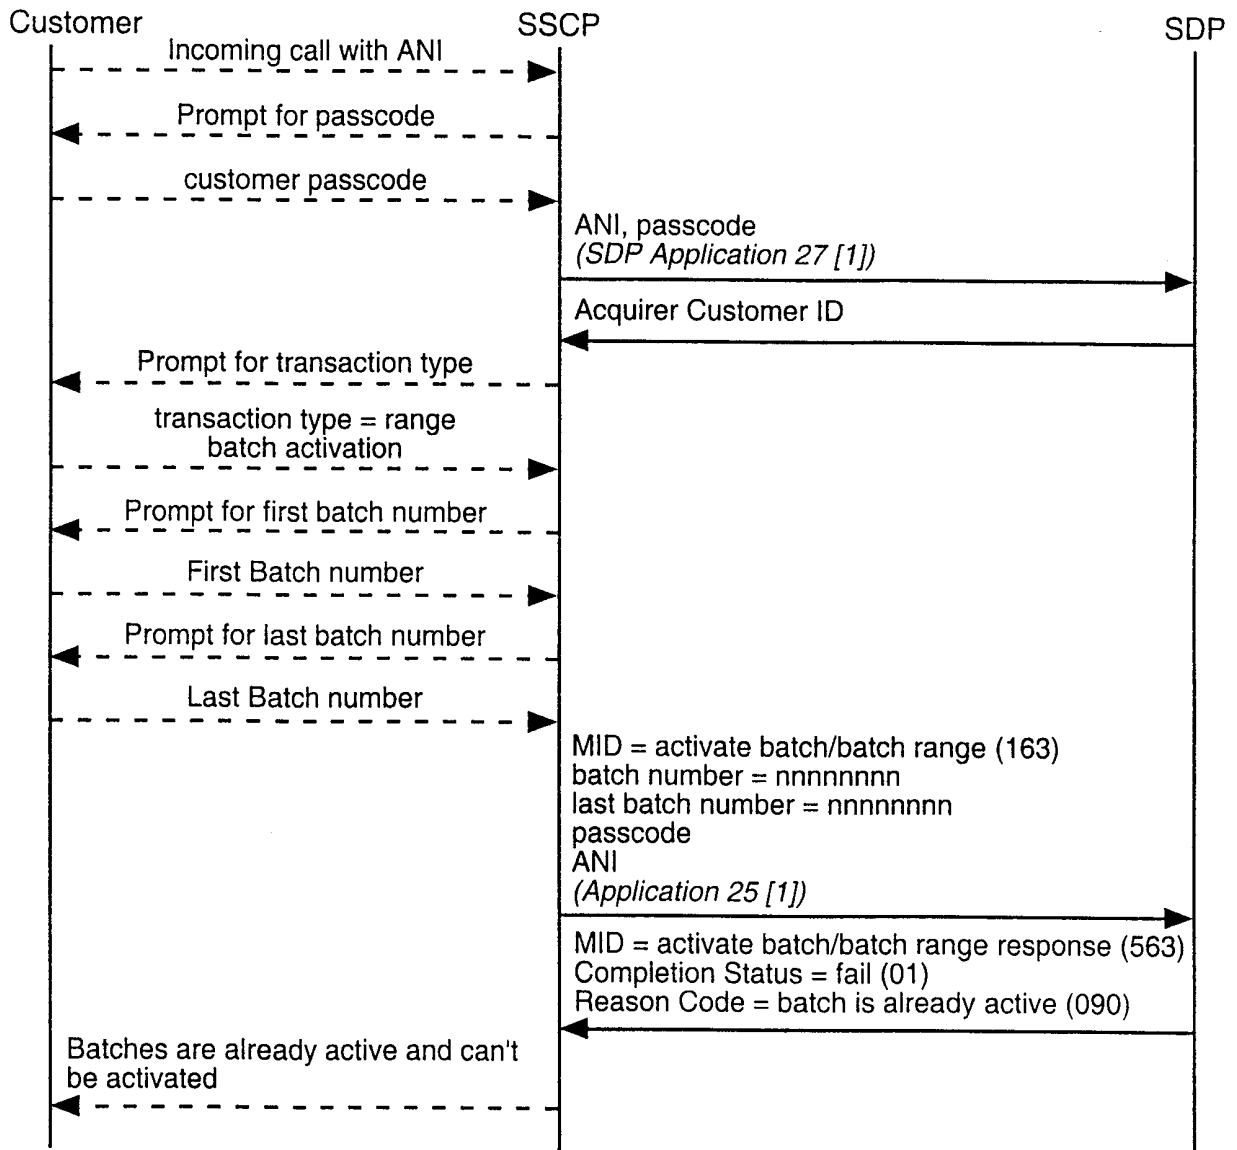 Customer
SSCP
SDP
Incoming call with ANI
Prompt for passcode
customer passcode
ANI, passcode
(SDP Application 27 [1])
Acquirer Customer ID
Prompt for transaction type
transaction type = range
batch activation
Prompt for first batch number
First Batch number
Prompt for last batch number
Last Batch number
MID = activate batch/batch range (163)
batch number = nnnnnnnn
last batch number = nnnnnnnn
passcode
ANI
(Application 25 [1])
MID = activate batch/batch range response (563)
Completion Status = fail (01)
Reason Code = batch is already active (090)
Batches are already active and can't
be activated